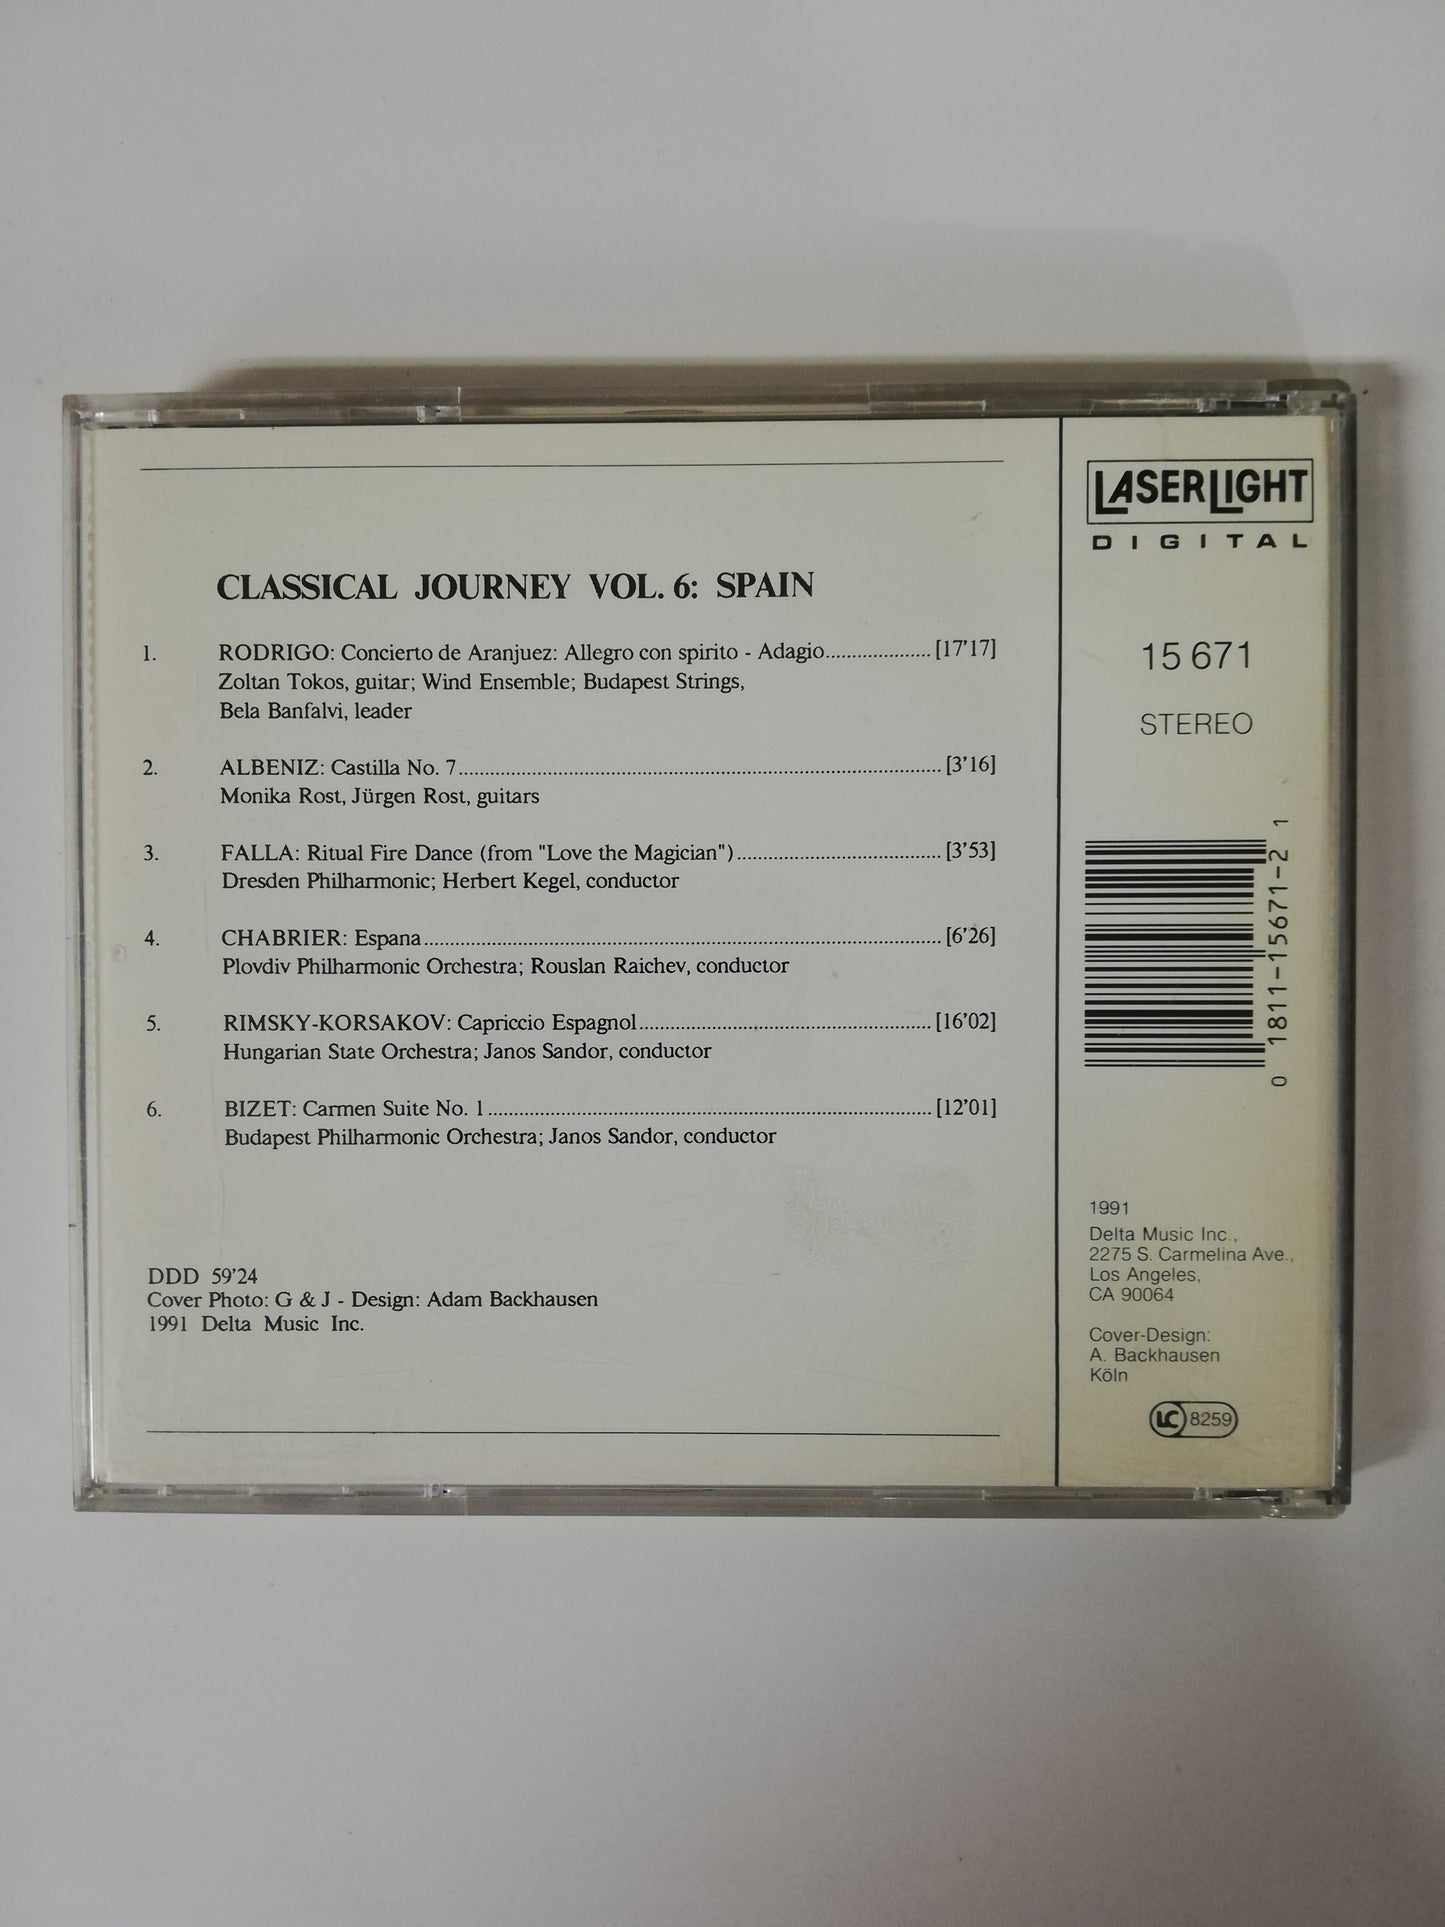 CLASSICAL JOURNEY VOL. 6: SPAIN
1. RODRIGO: Concierto de Aranjuez: Allegro con spirito - Adagio.................... [17'17]
Zoltan Tokos, guitar; Wind Ensemble; Budapest Strings,
Bela Banfalvi, leader
2. ALBENIZ: Castilla No. 7.................... [3'16]
Monika Rost, Jürgen Rost, guitars
3. FALLA: Ritual Fire Dance (from "Love the Magician").................... [3'53]
Dresden Philharmonic; Herbert Kegel, conductor
4. CHABRIER: Espana.................... [6'26]
Plovdiv Philharmonic Orchestra; Rouslan Raichev, conductor
5. RIMSKY-KORSAKOV: Capriccio Espagnol.................... [16'02]
Hungarian State Orchestra; Janos Sandor, conductor
6. BIZET: Carmen Suite No. 1.................... [12'01]
Budapest Philharmonic Orchestra; Janos Sandor, conductor
DDD 59'24
Cover Photo: G & J - Design: Adam Backhausen
1991 Delta Music Inc.
LASERLIGHT
DIGITAL
15 671
STEREO
0 1811-15671-2 1
1991
Delta Music Inc.,
2275 S. Carmelina Ave.,
Los Angeles,
CA 90064
Cover-Design:
A. Backhausen
Köln
LC 8259